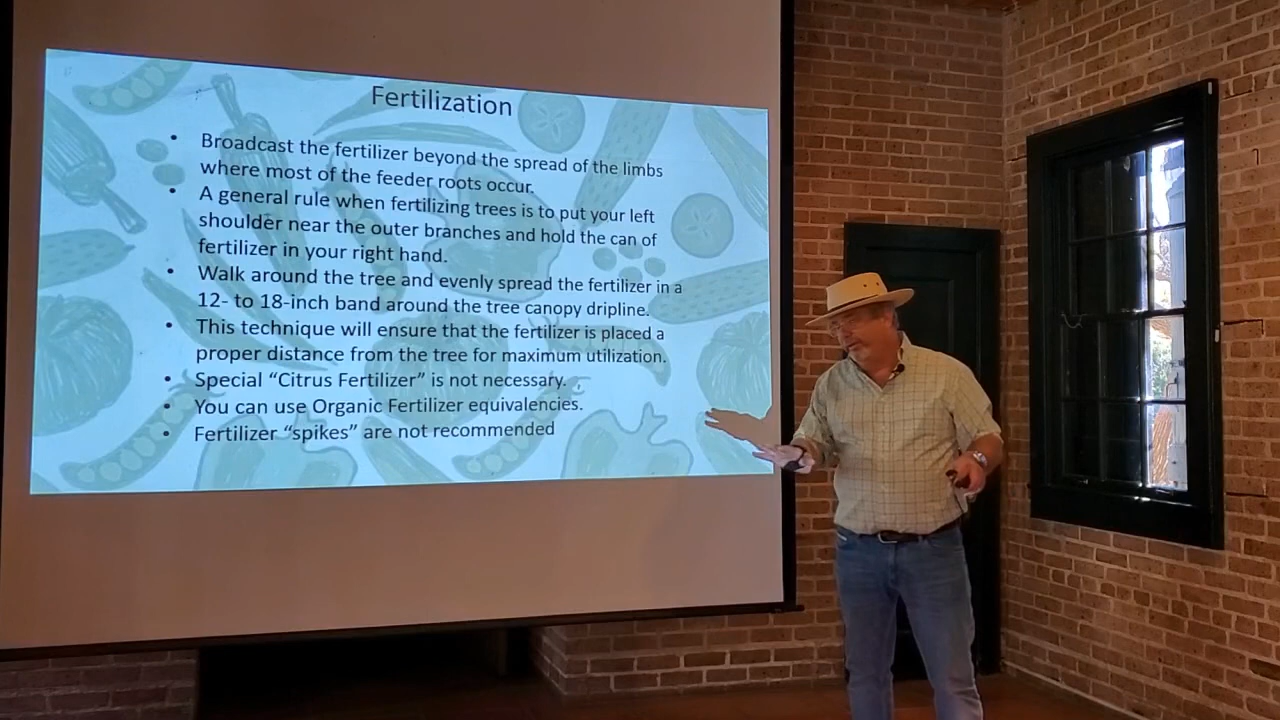 Fertilization
• Broadcast the fertilizer beyond the spread of the limbs
where most of the feeder roots occur.
• A general rule when fertilizing trees is to put your left
shoulder near the outer branches and hold the can of
fertilizer in your right hand.
• Walk around the tree and evenly spread the fertilizer in a
12- to 18-inch band around the tree canopy dripline.
• This technique will ensure that the fertilizer is placed a
proper distance from the tree for maximum utilization.
• Special “Citrus Fertilizer” is not necessary.
• You can use Organic Fertilizer equivalencies.
• Fertilizer “spikes” are not recommended